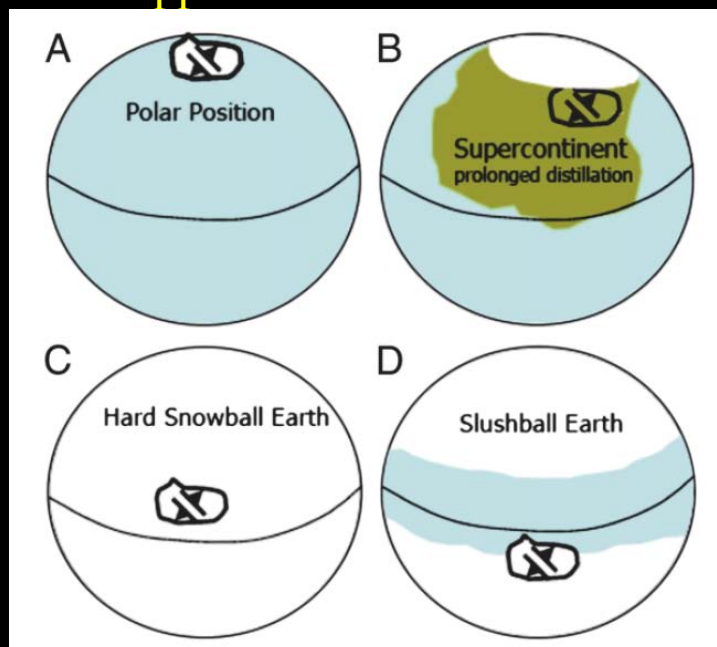 A
Polar Position
B
Supercontinent
prolonged distillation
C
Hard Snowball Earth
D
Slushball Earth